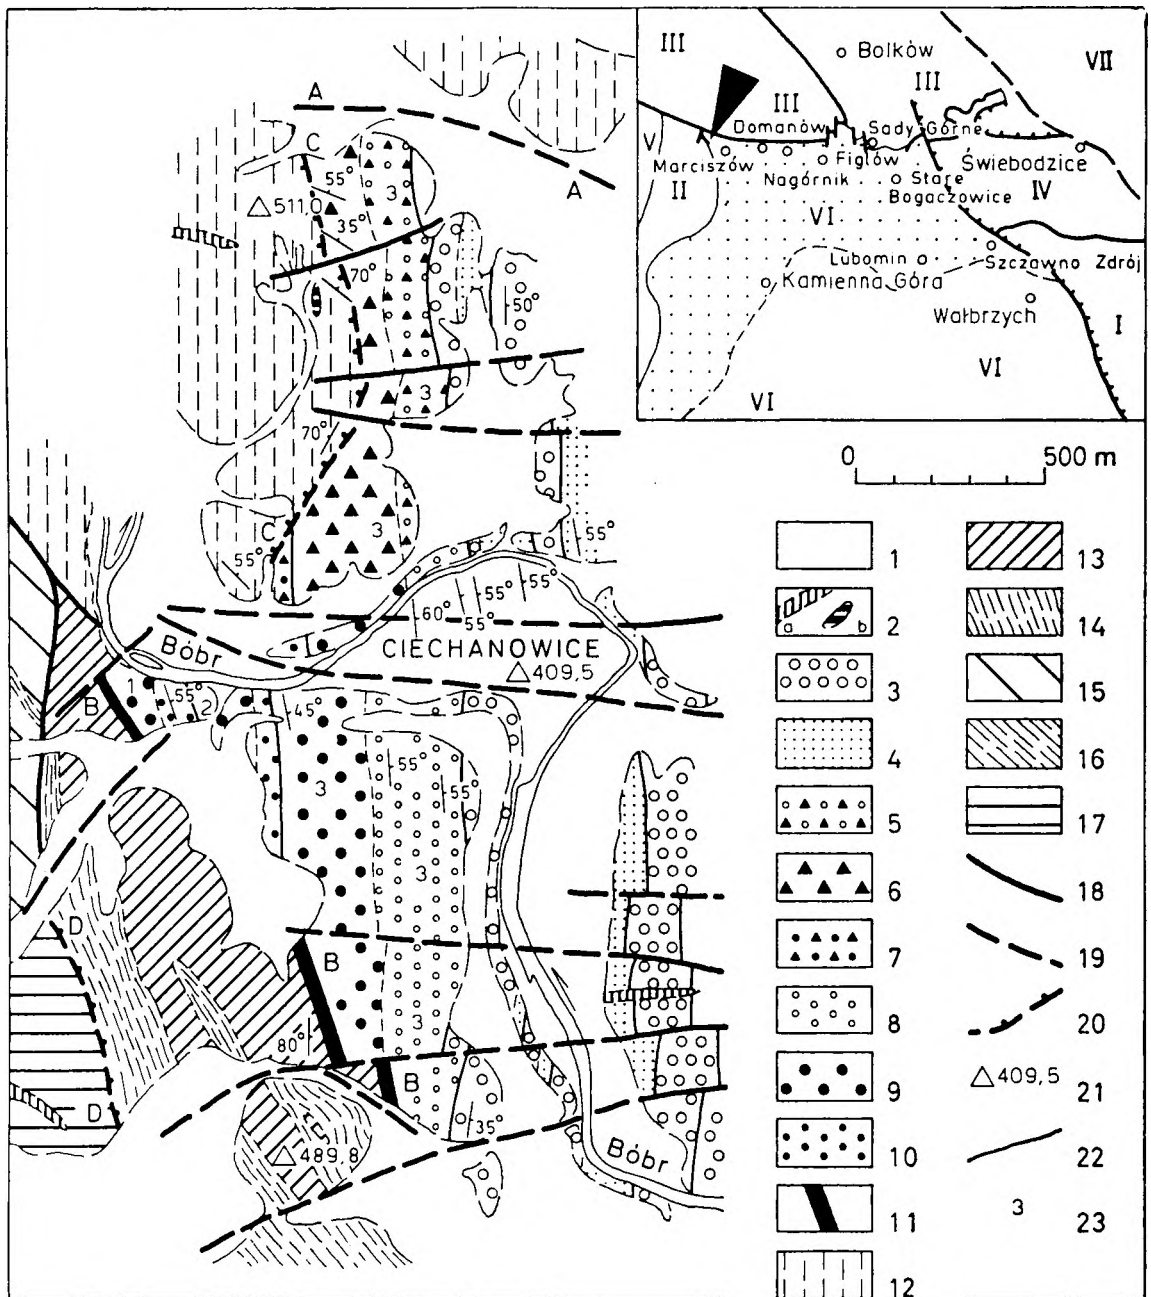 A
A
C
55°
3
511,0
35°
70°
50°
3
70°
3
C
55°
55°
55°
55°
60°
55°
Bóbr
CIECHANOWICE
409,5
B
1
55°
2
45°
3
55°
55°
3
D
B
3
80°
B
D
35°
489,8
Bóbr
III
Bolków
VII
III
III
Domanów
Sady Górne
V
Marciszów
Figlów
Świebodzice
Nagórnik
Stare
Bogaczowice
II
IV
VI
Lubomin
Szczawno Zdrój
Kamienna Góra
Wałbrzych
I
VI
VI
0 500 m
1
a b 2
3
4
5
6
7
8
9
10
11
12
13
14
15
16
17
18
19
20
409,5 21
22
3 23